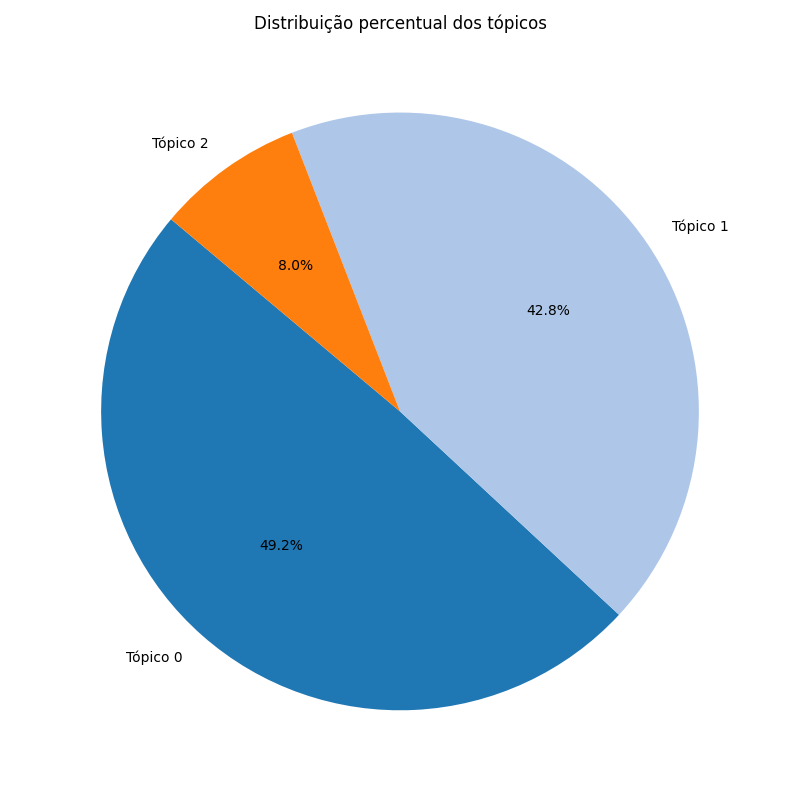 Distribuição percentual dos tópicos
Tópico 2
Tópico 1
8.0%
42.8%
49.2%
Tópico 0